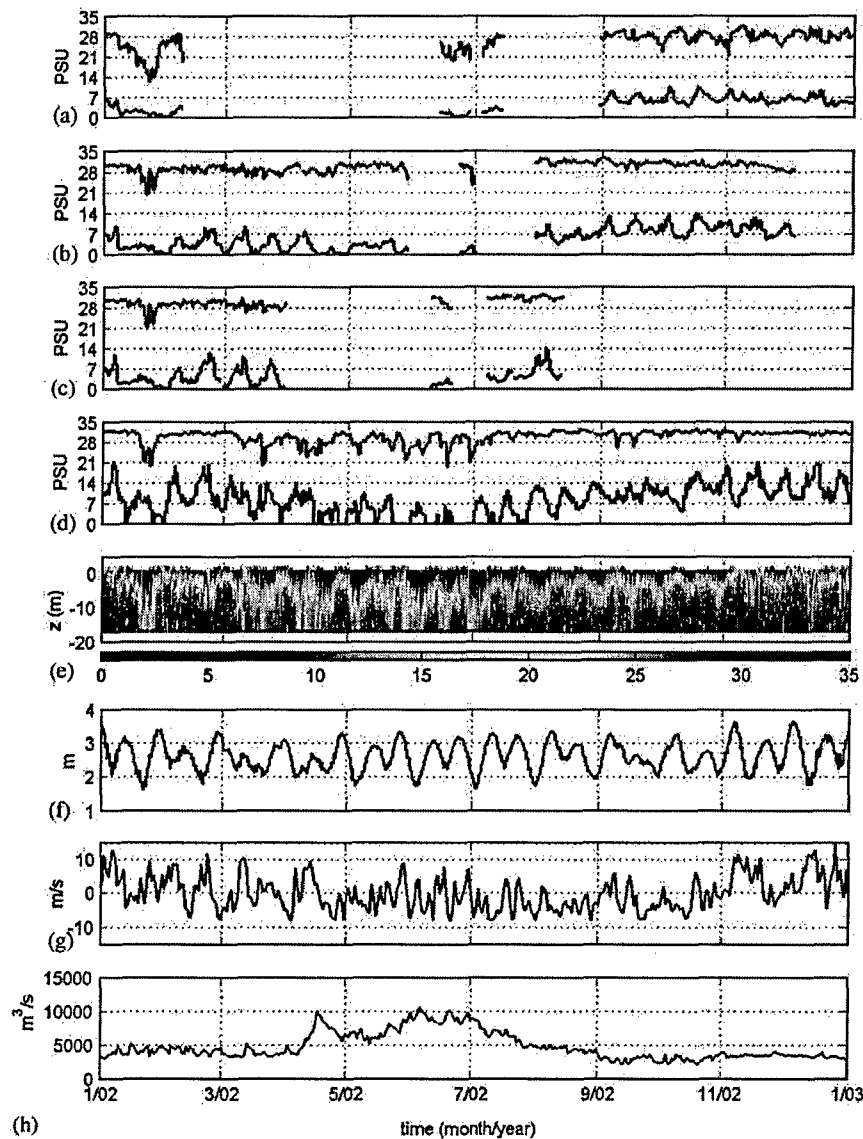 35
28
21
14
7
0
PSU
(a)
35
28
21
14
7
0
PSU
(b)
35
28
21
14
7
0
PSU
(c)
35
28
21
14
7
0
PSU
(d)
0
-10
-20
z (m)
(e)
0 5 10 15 20 25 30 35
4
3
2
1
m
(f)
10
0
-10
m/s
(g)
15000
10000
5000
0
m³/s
1/02 3/02 5/02 7/02 9/02 11/02 1/03
(h)
time (month/year)